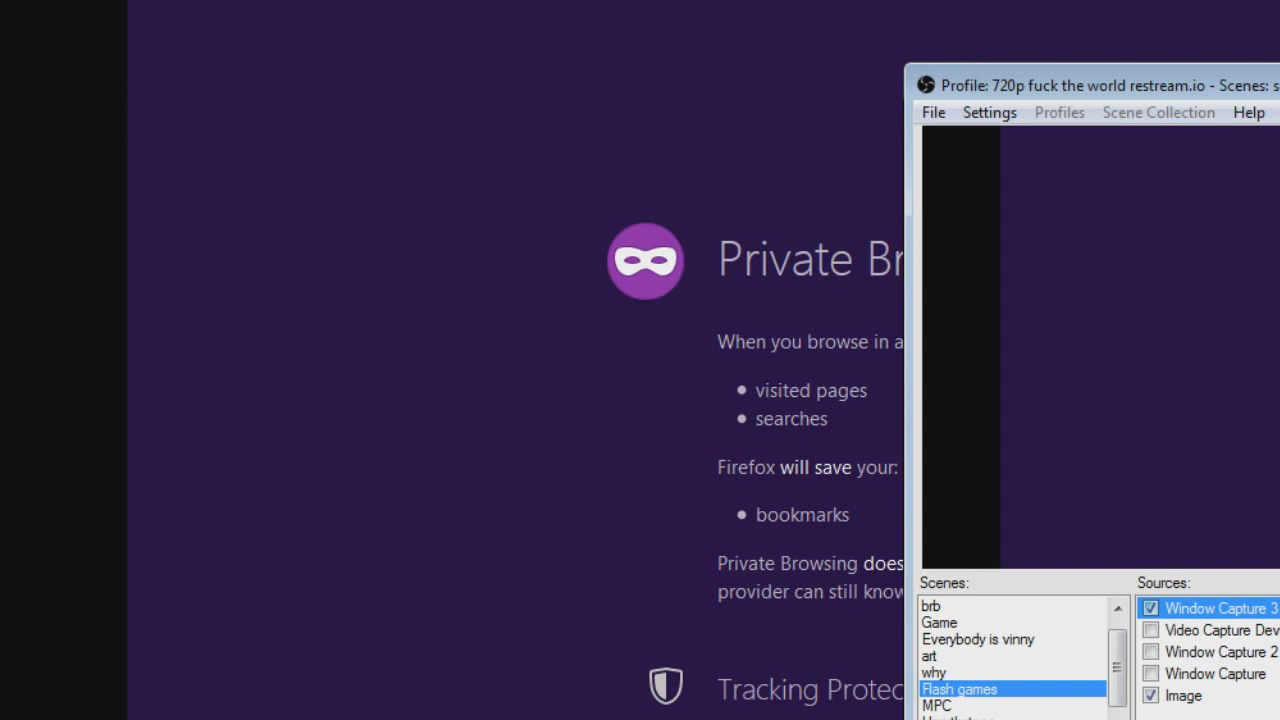 Profile: 720p fuck the world restream.io - Scenes: s
File Settings Profiles Scene Collection Help
Private Br
When you browse in a
visited pages
searches
Firefox will save your:
bookmarks
Private Browsing does
provider can still know
Tracking Protec
Scenes:
brb
Game
Everybody is vinny
art
why
Flash games
MPC
Sources:
Window Capture 3
Video Capture Dev
Window Capture 2
Window Capture
Image